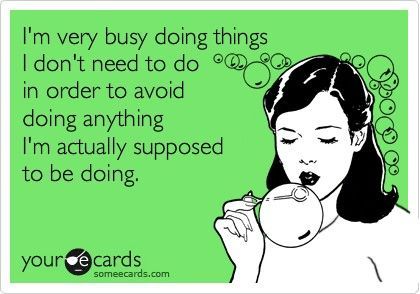 I'm very busy doing things
I don't need to do
in order to avoid
doing anything
I'm actually supposed
to be doing.
your e cards
someecards.com